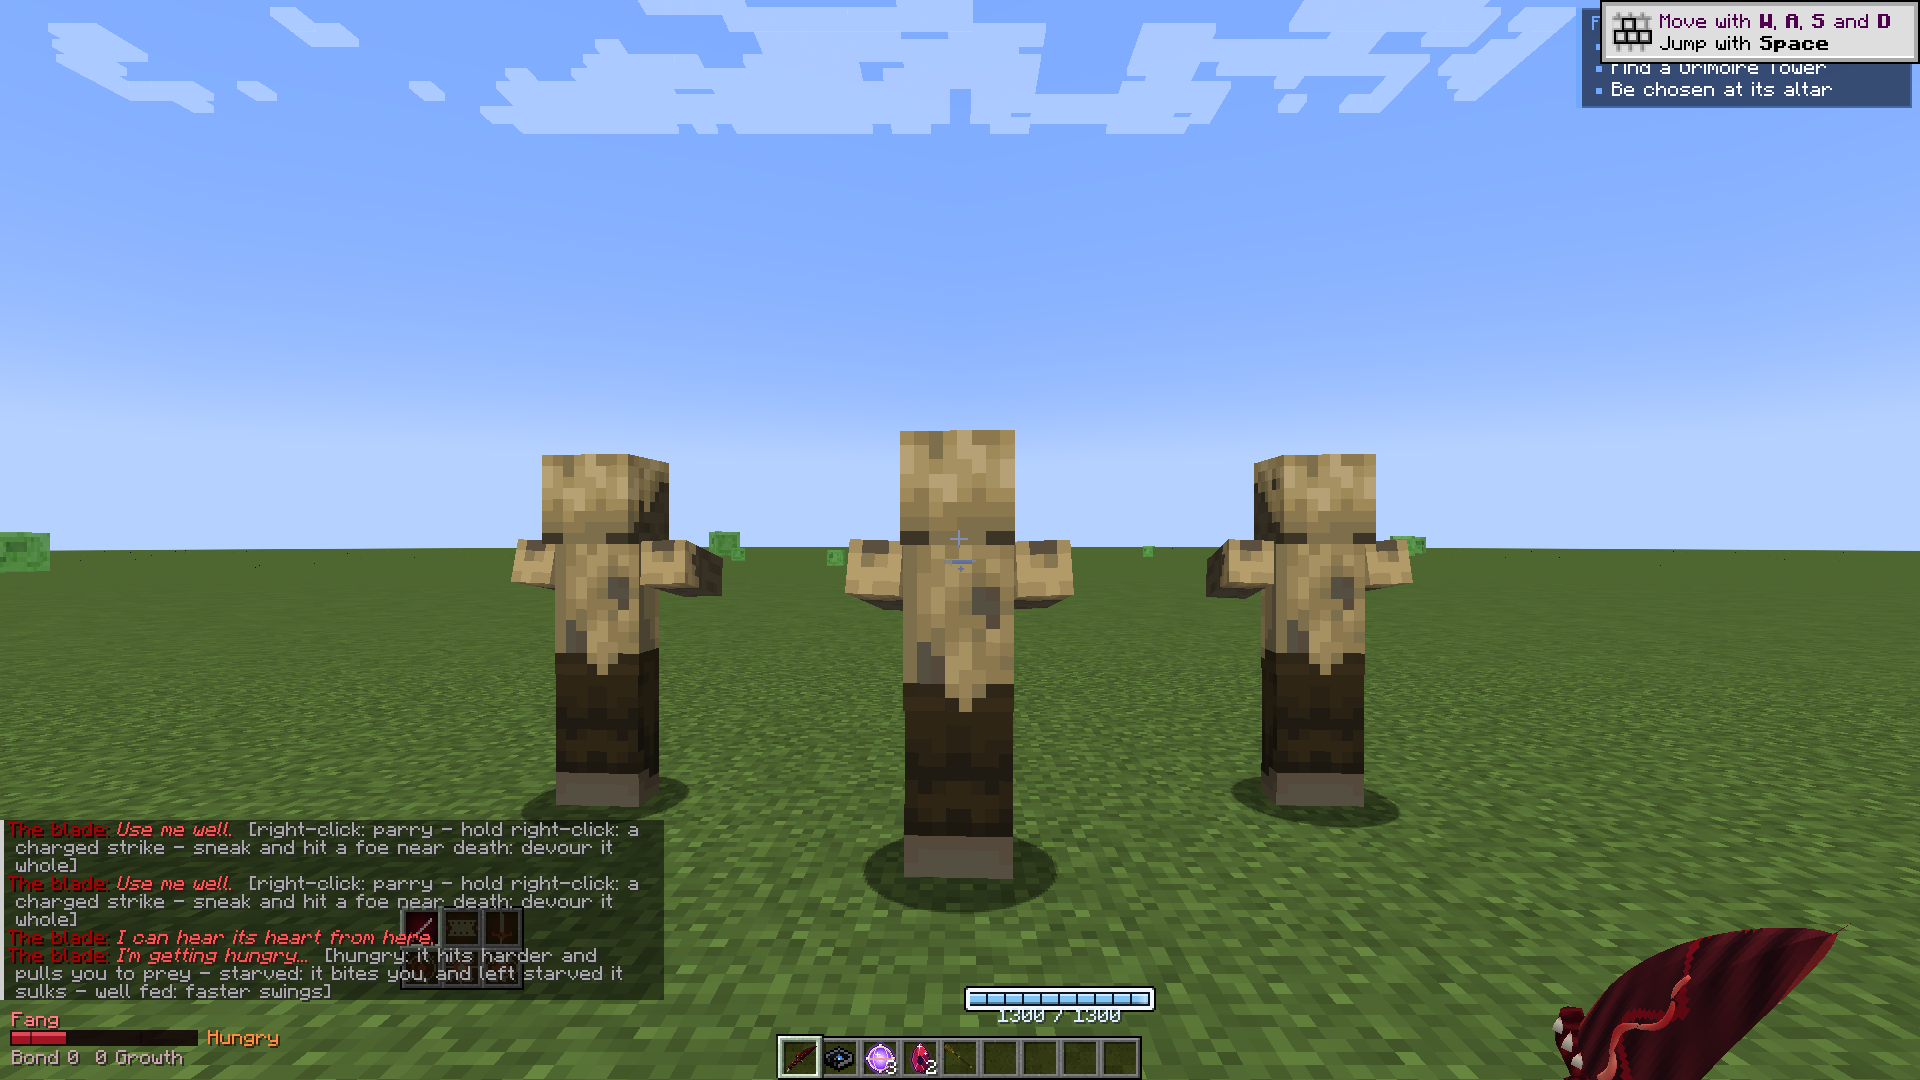 Move with W, A, S and D
Jump with Space
Find a Grimoire Tower
Be chosen at its altar
The blade: Use me well. [right-click: parry - hold right-click: a
charged strike - sneak and hit a foe near death: devour it
whole]
The blade: Use me well. [right-click: parry - hold right-click: a
charged strike - sneak and hit a foe near death: devour it
whole]
The blade: I can hear its heart from here.
The blade: I'm getting hungry... [hungry: it hits harder and
pulls you to prey - starved: it bites you, and left starved it
sulks - well fed: faster swings]
Fang
Hungry
Bond 0 0 Growth
1300 / 1300
3
2